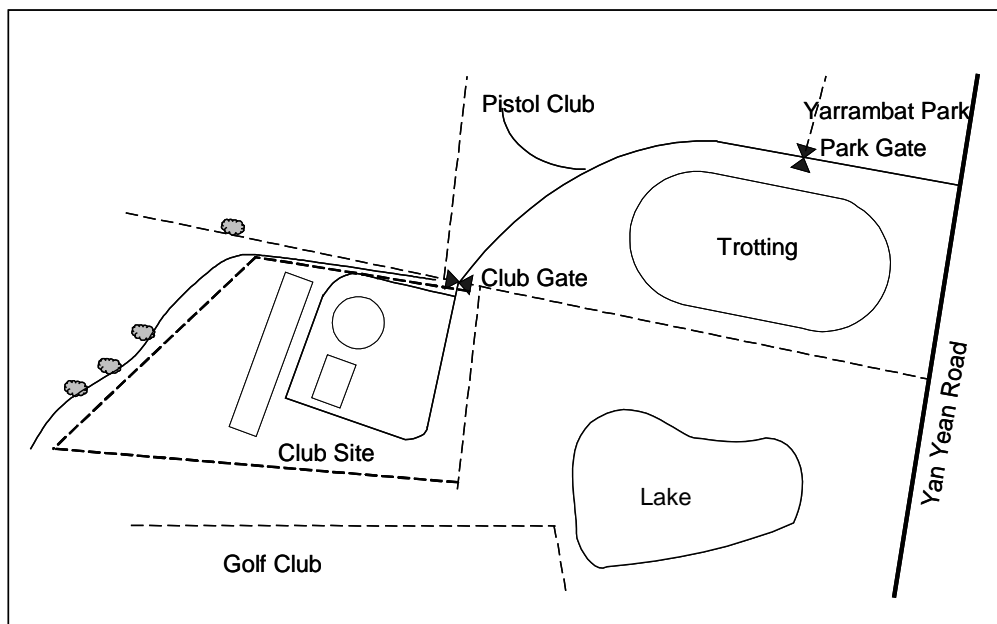 Pistol Club
Yarrambat Park
Park Gate
Trotting
Club Gate
Yan Yean Road
Club Site
Lake
Golf Club